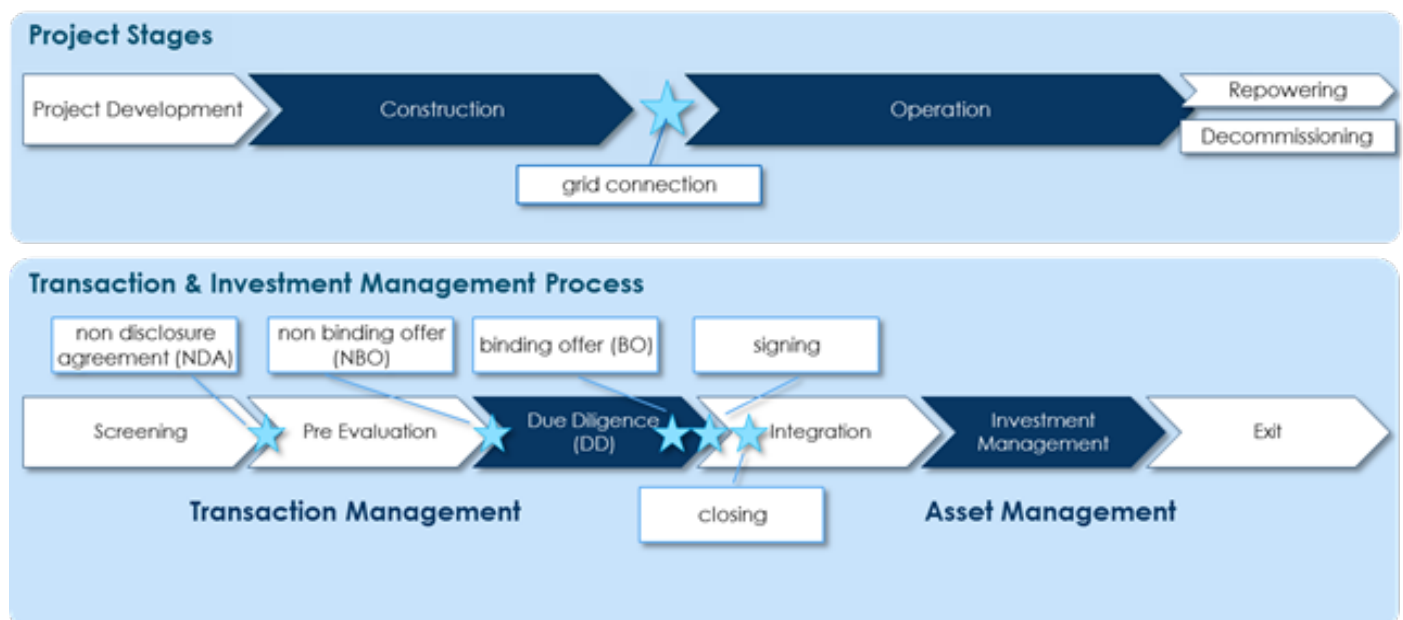 Project Stages
Project Development
Construction
Operation
Repowering
Decommissioning
grid connection
Transaction & Investment Management Process
non disclosure
agreement (NDA)
non binding offer
(NBO)
binding offer (BO)
signing
Screening
Pre Evaluation
Due Diligence
(DD)
Integration
Investment
Management
Exit
Transaction Management
closing
Asset Management